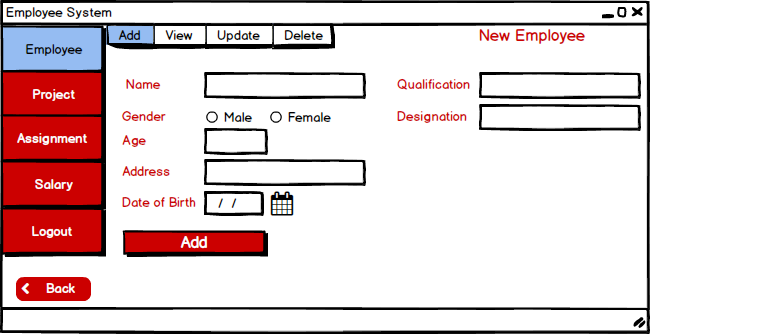 Employee System
Employee
Project
Assignment
Salary
Logout
Back
Add View Update Delete
New Employee
Name
Gender Male Female
Age
Address
Date of Birth / /
Add
Qualification
Designation